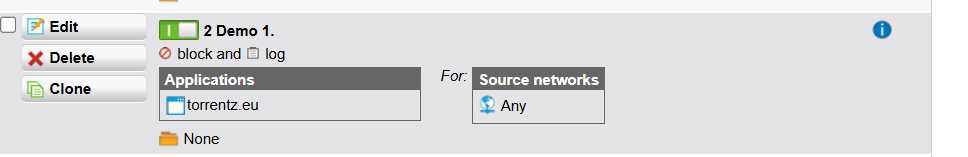 Edit
2 Demo 1.
Delete
block and log
Clone
Applications
For:
Source networks
torrentz.eu
Any
None